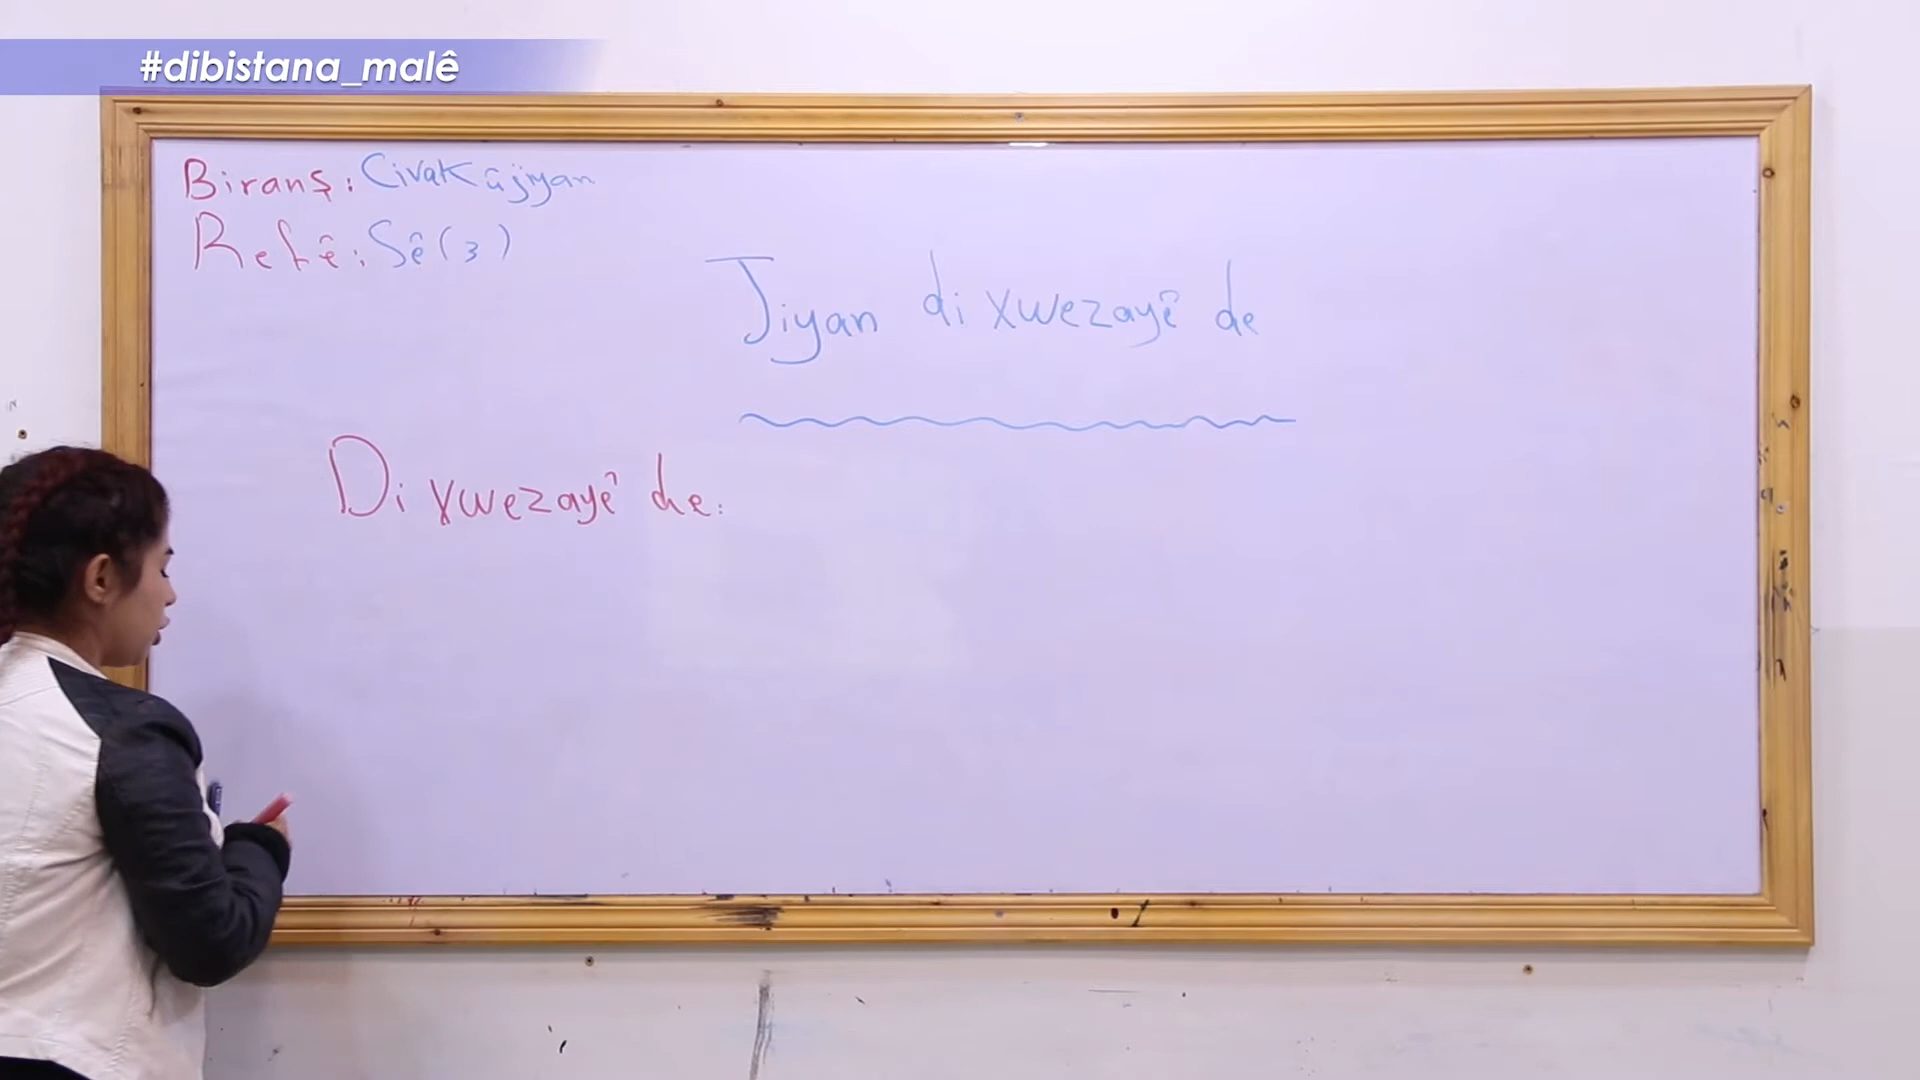 #dibistana_malê
Biranş: Civak û jiyan
Refê: Sê (3)
Jiyan di xwezayê de
Di xwezayê de: